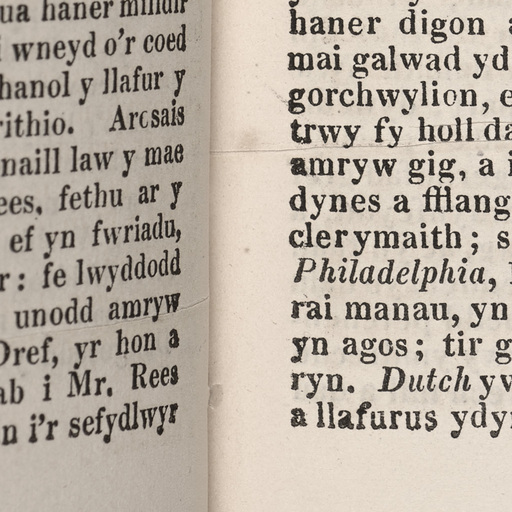 ua haner milldir
wneyd o'r coed
hanol y llafur y
rithio. Arcsais
naill law y mae
ees, fethu ar y
ef yn fwriadu,
r: fe lwyddodd
unodd amryw
Dref, yr hon a
ab i Mr. Rees
n i'r sefydlwyr
haner digon
mai galwad yd
gorchwylion, e
trwy fy holl da
amryw gig, a i
dynes a fflang
clerymaith; s
Philadelphia,
rai manau, yn
yn agos; tir g
ryn. Dutch yw
a llafurus ydy